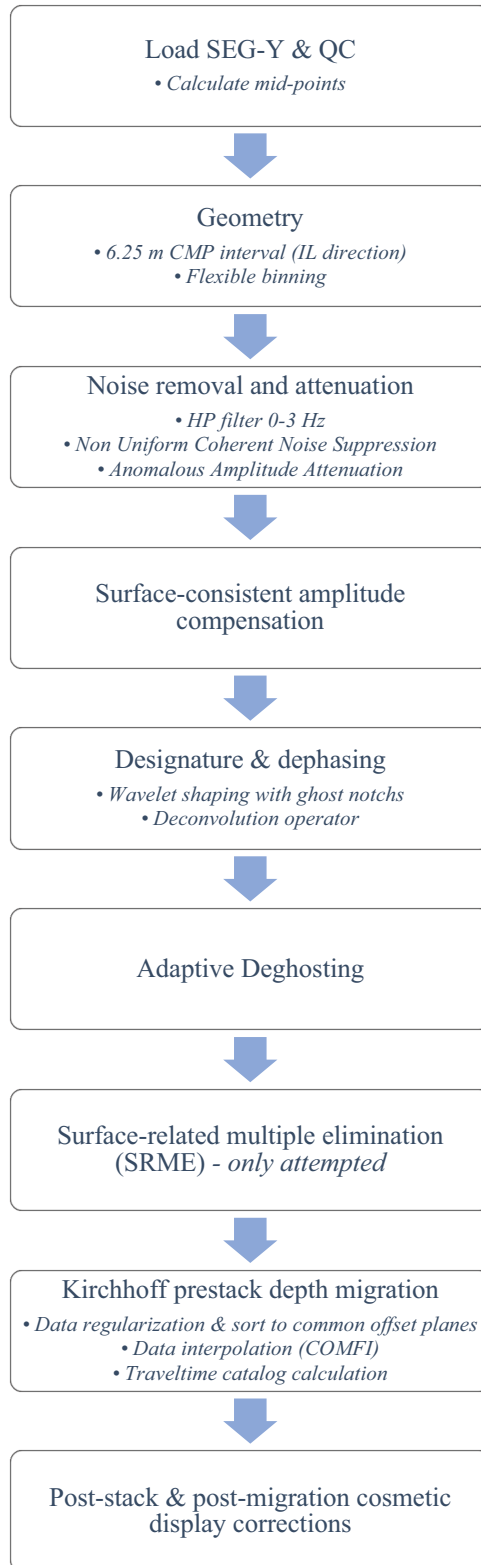 Load SEG-Y & QC
• Calculate mid-points
Geometry
• 6.25 m CMP interval (IL direction)
• Flexible binning
Noise removal and attenuation
• HP filter 0-3 Hz
• Non Uniform Coherent Noise Suppression
• Anomalous Amplitude Attenuation
Surface-consistent amplitude
compensation
Designature & dephasing
• Wavelet shaping with ghost notchs
• Deconvolution operator
Adaptive Deghosting
Surface-related multiple elimination
(SRME) - only attempted
Kirchhoff prestack depth migration
• Data regularization & sort to common offset planes
• Data interpolation (COMFI)
• Traveltime catalog calculation
Post-stack & post-migration cosmetic
display corrections